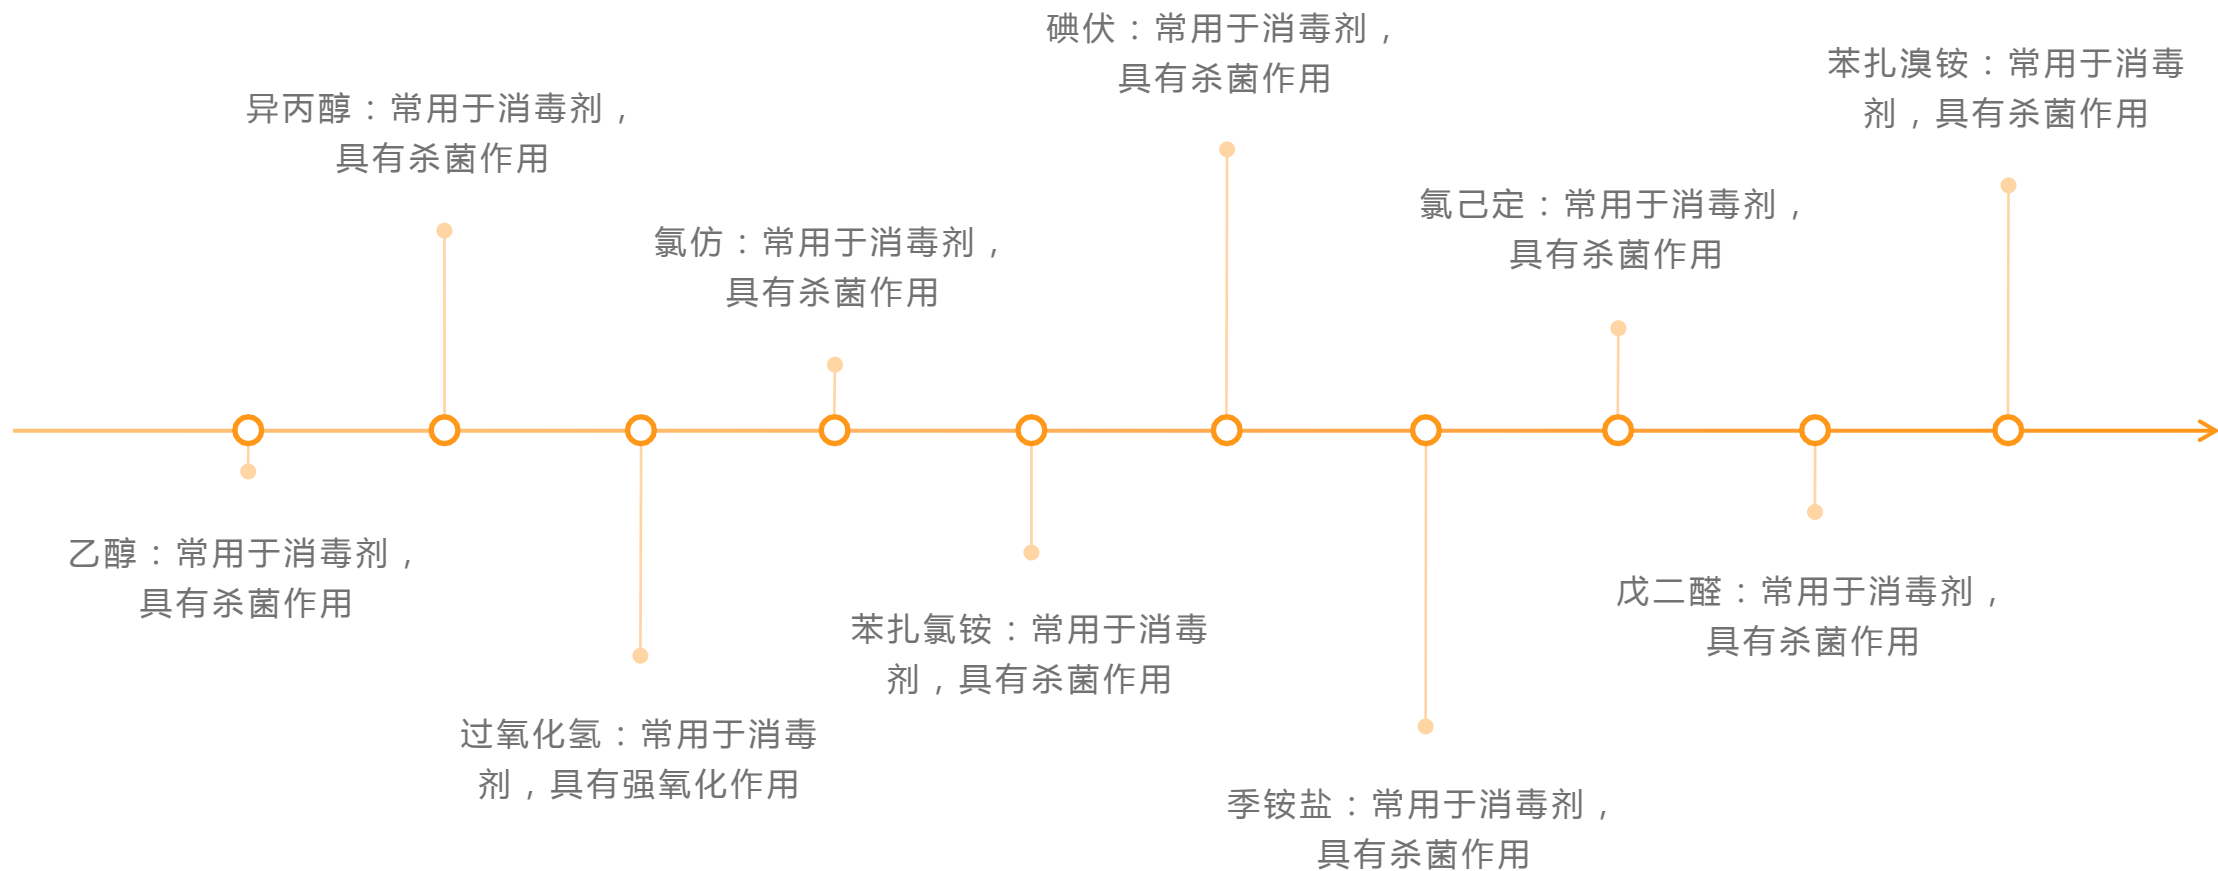 乙醇：常用于消毒剂，
具有杀菌作用
异丙醇：常用于消毒剂，
具有杀菌作用
过氧化氢：常用于消毒
剂，具有强氧化作用
氯仿：常用于消毒剂，
具有杀菌作用
苯扎氯铵：常用于消毒
剂，具有杀菌作用
碘伏：常用于消毒剂，
具有杀菌作用
季铵盐：常用于消毒剂，
具有杀菌作用
氯己定：常用于消毒剂，
具有杀菌作用
戊二醛：常用于消毒剂，
具有杀菌作用
苯扎溴铵：常用于消毒
剂，具有杀菌作用